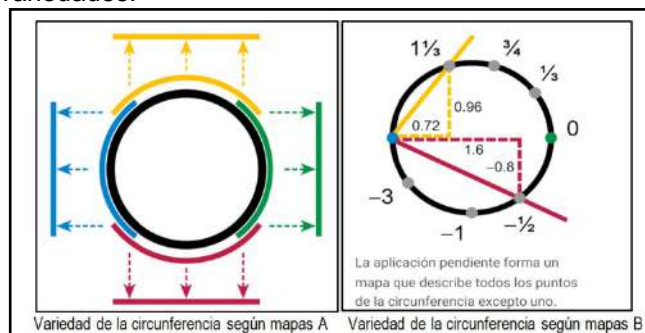 1⅓
¾
⅓
0.96
0.72
0
1.6
−0.8
−3
−½
−1
La aplicación pendiente forma un
mapa que describe todos los puntos
de la circunferencia excepto uno.
Variedad de la circunferencia según mapas A
Variedad de la circunferencia según mapas B